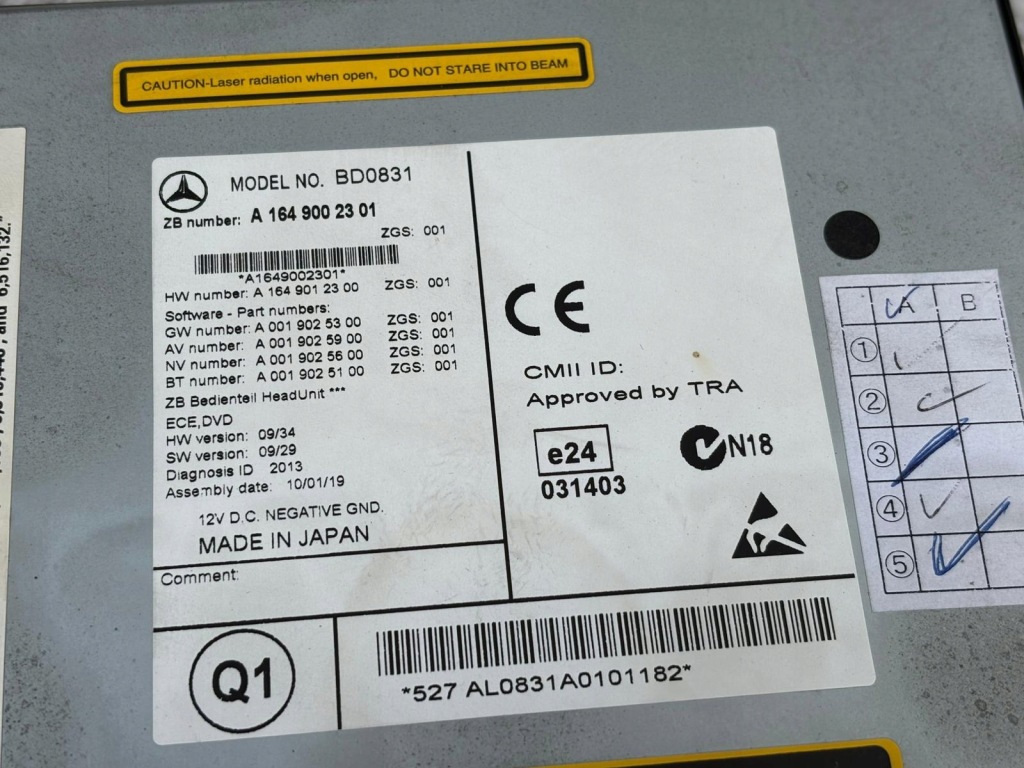 CAUTION-Laser radiation when open, DO NOT STARE INTO BEAM
MODEL NO. BD0831
ZB number: A 164 900 23 01
ZGS: 001
*A1649002301*
HW number: A 164 901 23 00 ZGS: 001
Software - Part numbers:
GW number: A 001 902 53 00 ZGS: 001
AV number: A 001 902 59 00 ZGS: 001
NV number: A 001 902 56 00 ZGS: 001
BT number: A 001 902 51 00 ZGS: 001
ZB Bedienteil HeadUnit ***
ECE,DVD
HW version: 09/34
SW version: 09/29
Diagnosis ID 2013
Assembly date: 10/01/19
12V D.C. NEGATIVE GND.
MADE IN JAPAN
Comment:
Q1
*527 AL0831A0101182*
CE
CMII ID:
Approved by TRA
e24
031403
N18
A B
①
②
③
④
⑤
and 6,516,132."